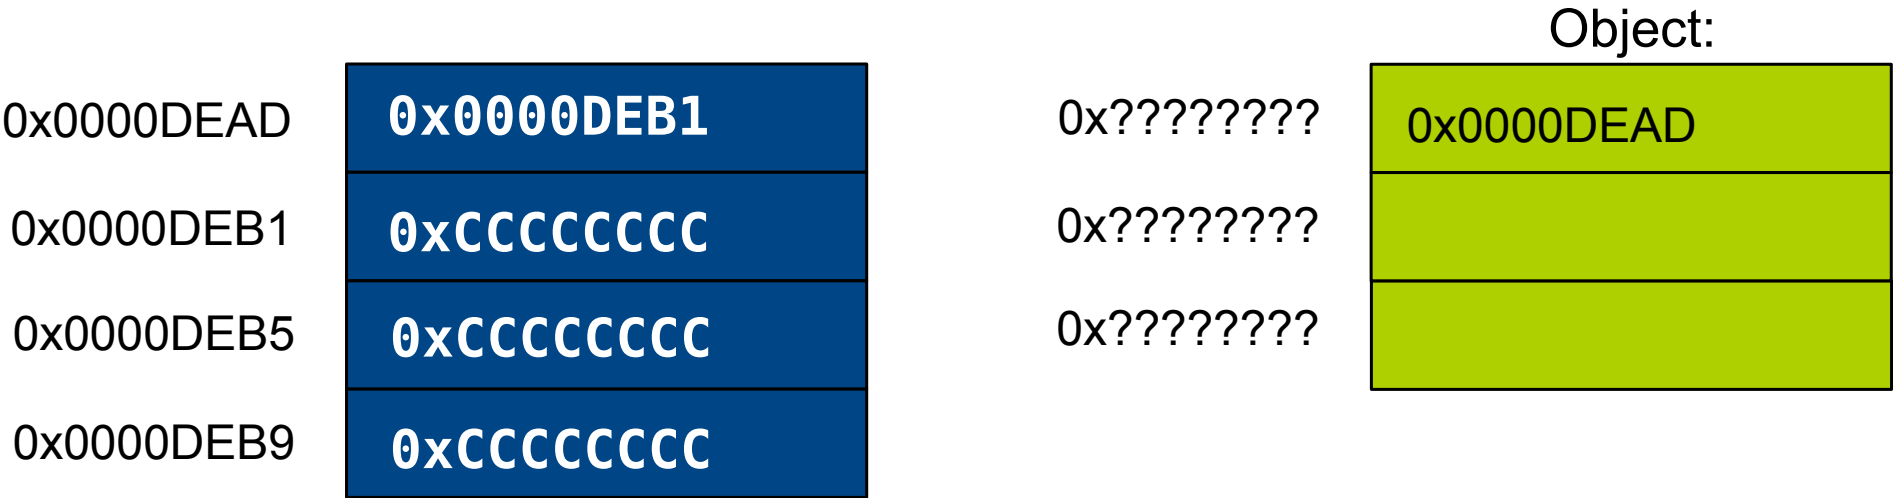 Object:
0x0000DEAD 0x0000DEB1 0x???????? 0x0000DEAD
0x0000DEB1 0xCCCCCCCC 0x????????
0x0000DEB5 0xCCCCCCCC 0x????????
0x0000DEB9 0xCCCCCCCC